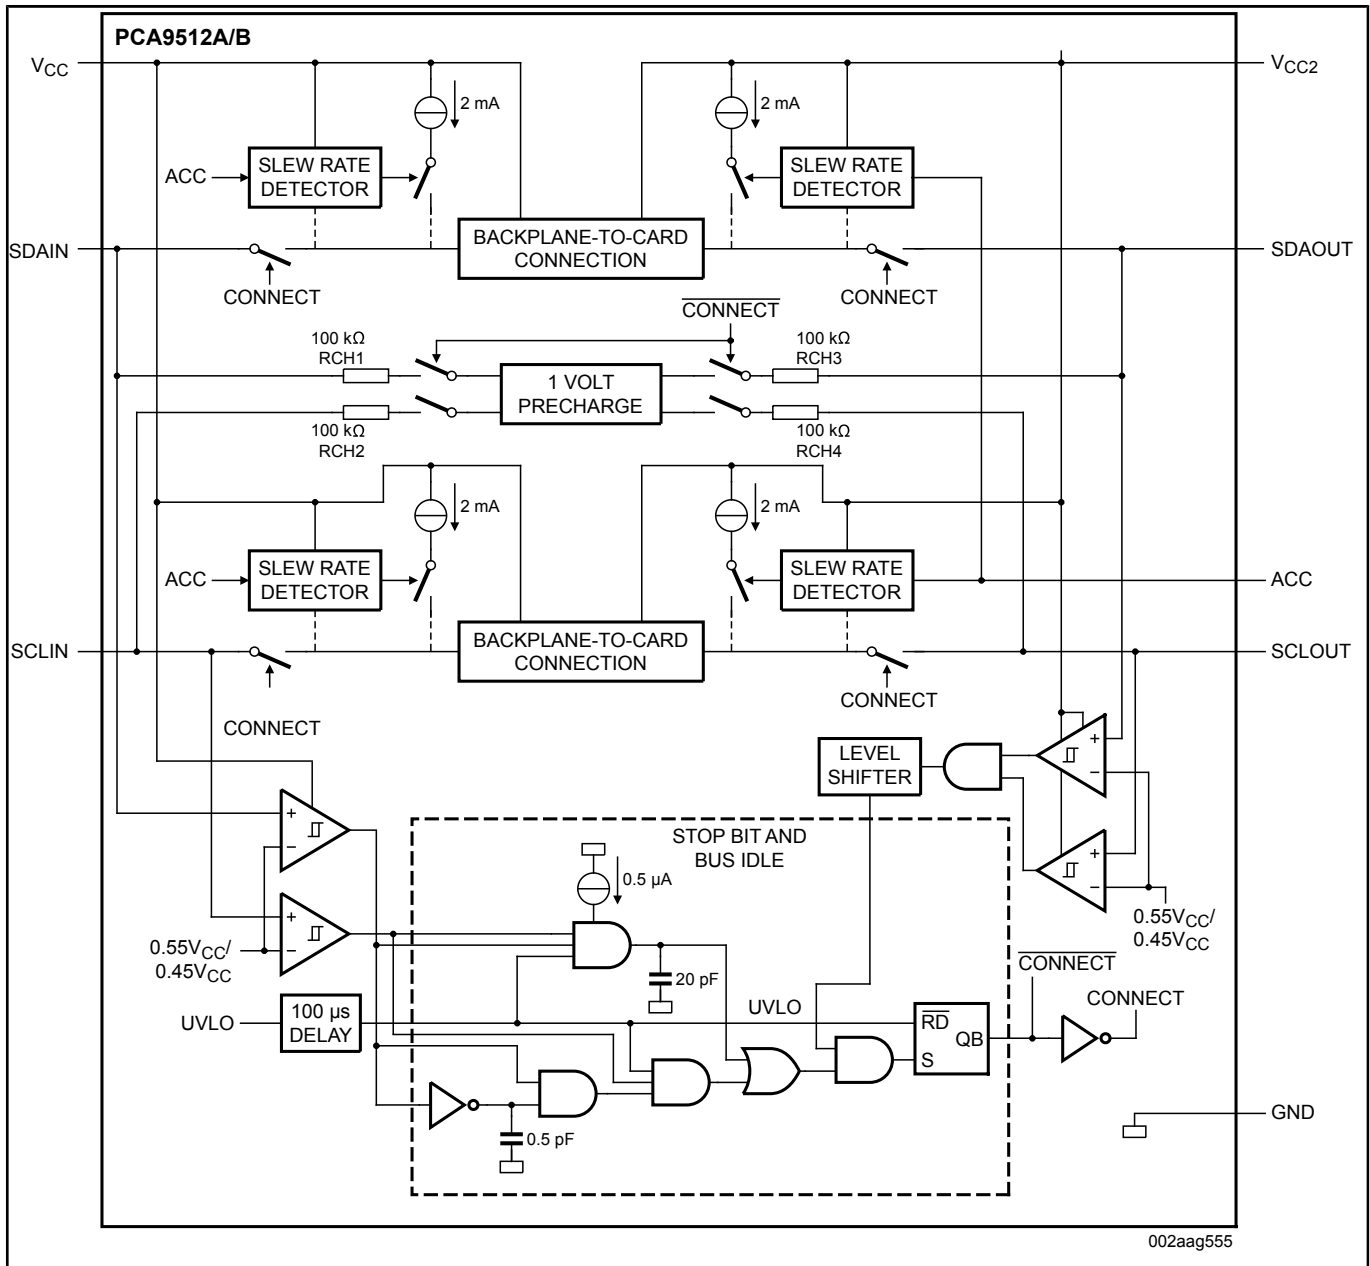 PCA9512A/B
VCC
VCC2
2 mA
2 mA
ACC
SLEW RATE
DETECTOR
SLEW RATE
DETECTOR
SDAIN
BACKPLANE-TO-CARD
CONNECTION
SDAOUT
CONNECT
CONNECT
CONNECT
100 kΩ
RCH1
100 kΩ
RCH3
1 VOLT
PRECHARGE
100 kΩ
RCH2
100 kΩ
RCH4
2 mA
2 mA
ACC
SLEW RATE
DETECTOR
SLEW RATE
DETECTOR
ACC
SCLIN
BACKPLANE-TO-CARD
CONNECTION
SCLOUT
CONNECT
CONNECT
LEVEL
SHIFTER
+
−
+
−
STOP BIT AND
BUS IDLE
+
−
0.5 µA
+
−
0.55VCC/
0.45VCC
0.55VCC/
0.45VCC
20 pF
CONNECT
CONNECT
UVLO
100 µs
DELAY
UVLO
RD
QB
S
0.5 pF
GND
002aag555